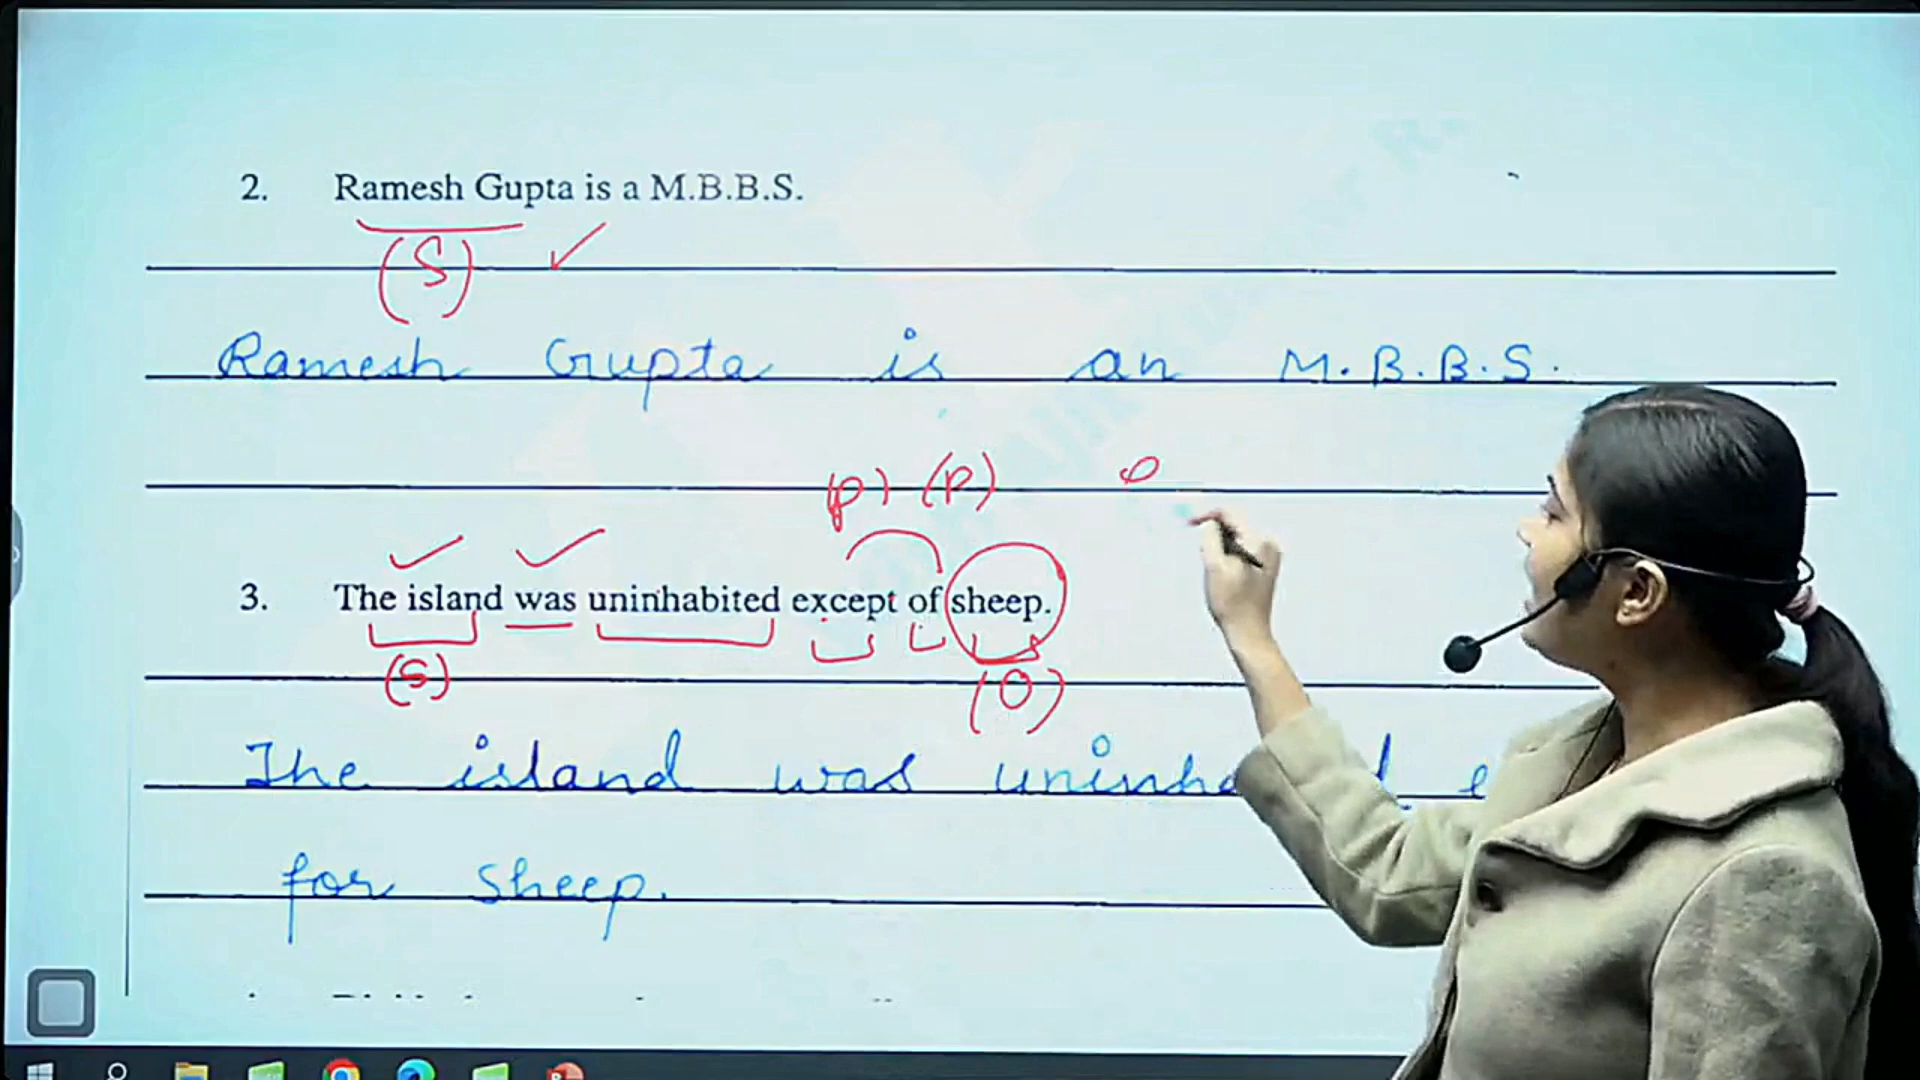 2. Ramesh Gupta is a M.B.B.S.
(S)
Ramesh Gupta is an M.B.B.S.
(P) (P) O
3. The island was uninhabited except of sheep.
(S) (O)
The island was
for sheep.